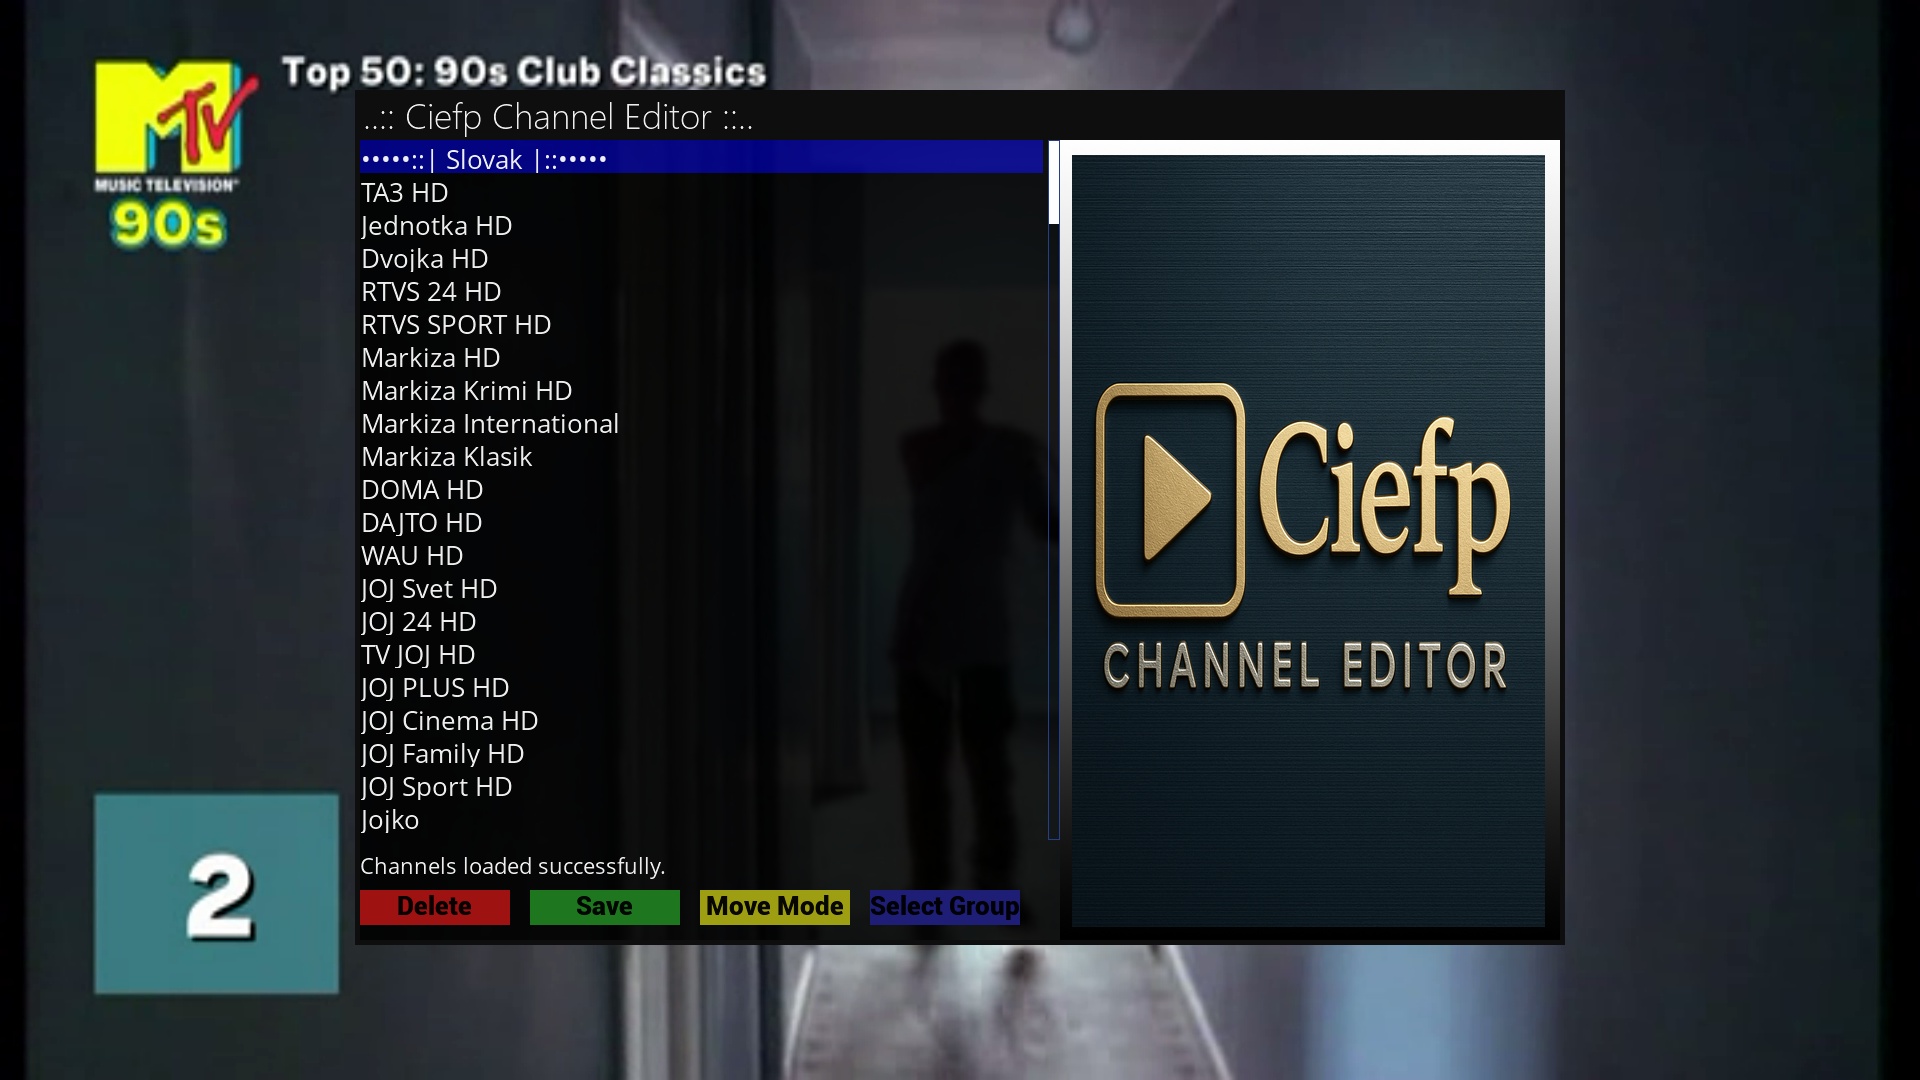 Top 50: 90s Club Classics
MTV
MUSIC TELEVISION
90s
..:: Ciefp Channel Editor ::..
•••••::| Slovak |::•••••
TA3 HD
Jednotka HD
Dvojka HD
RTVS 24 HD
RTVS SPORT HD
Markiza HD
Markiza Krimi HD
Markiza International
Markiza Klasik
DOMA HD
DAJTO HD
WAU HD
JOJ Svet HD
JOJ 24 HD
TV JOJ HD
JOJ PLUS HD
JOJ Cinema HD
JOJ Family HD
JOJ Sport HD
Jojko
Channels loaded successfully.
Delete
Save
Move Mode
Select Group
Ciefp
CHANNEL EDITOR
2